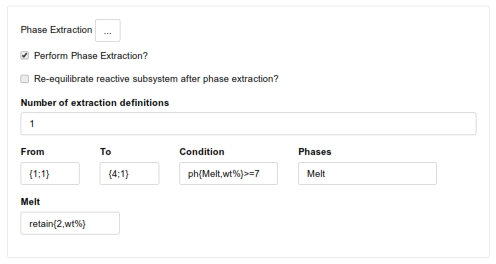 Phase Extraction ...
Perform Phase Extraction?
Re-equilibrate reactive subsystem after phase extraction?
Number of extraction definitions
1
From To Condition Phases
{1;1} {4;1} ph{Melt,wt%}>=7 Melt
Melt
retain{2,wt%}